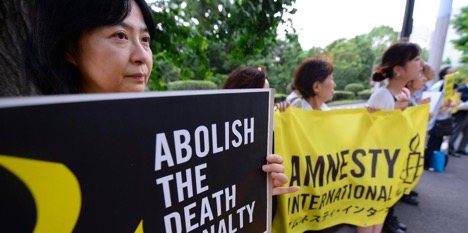 ABOLISH
THE
DEATH
AMNESTY
INTERNATIONAL